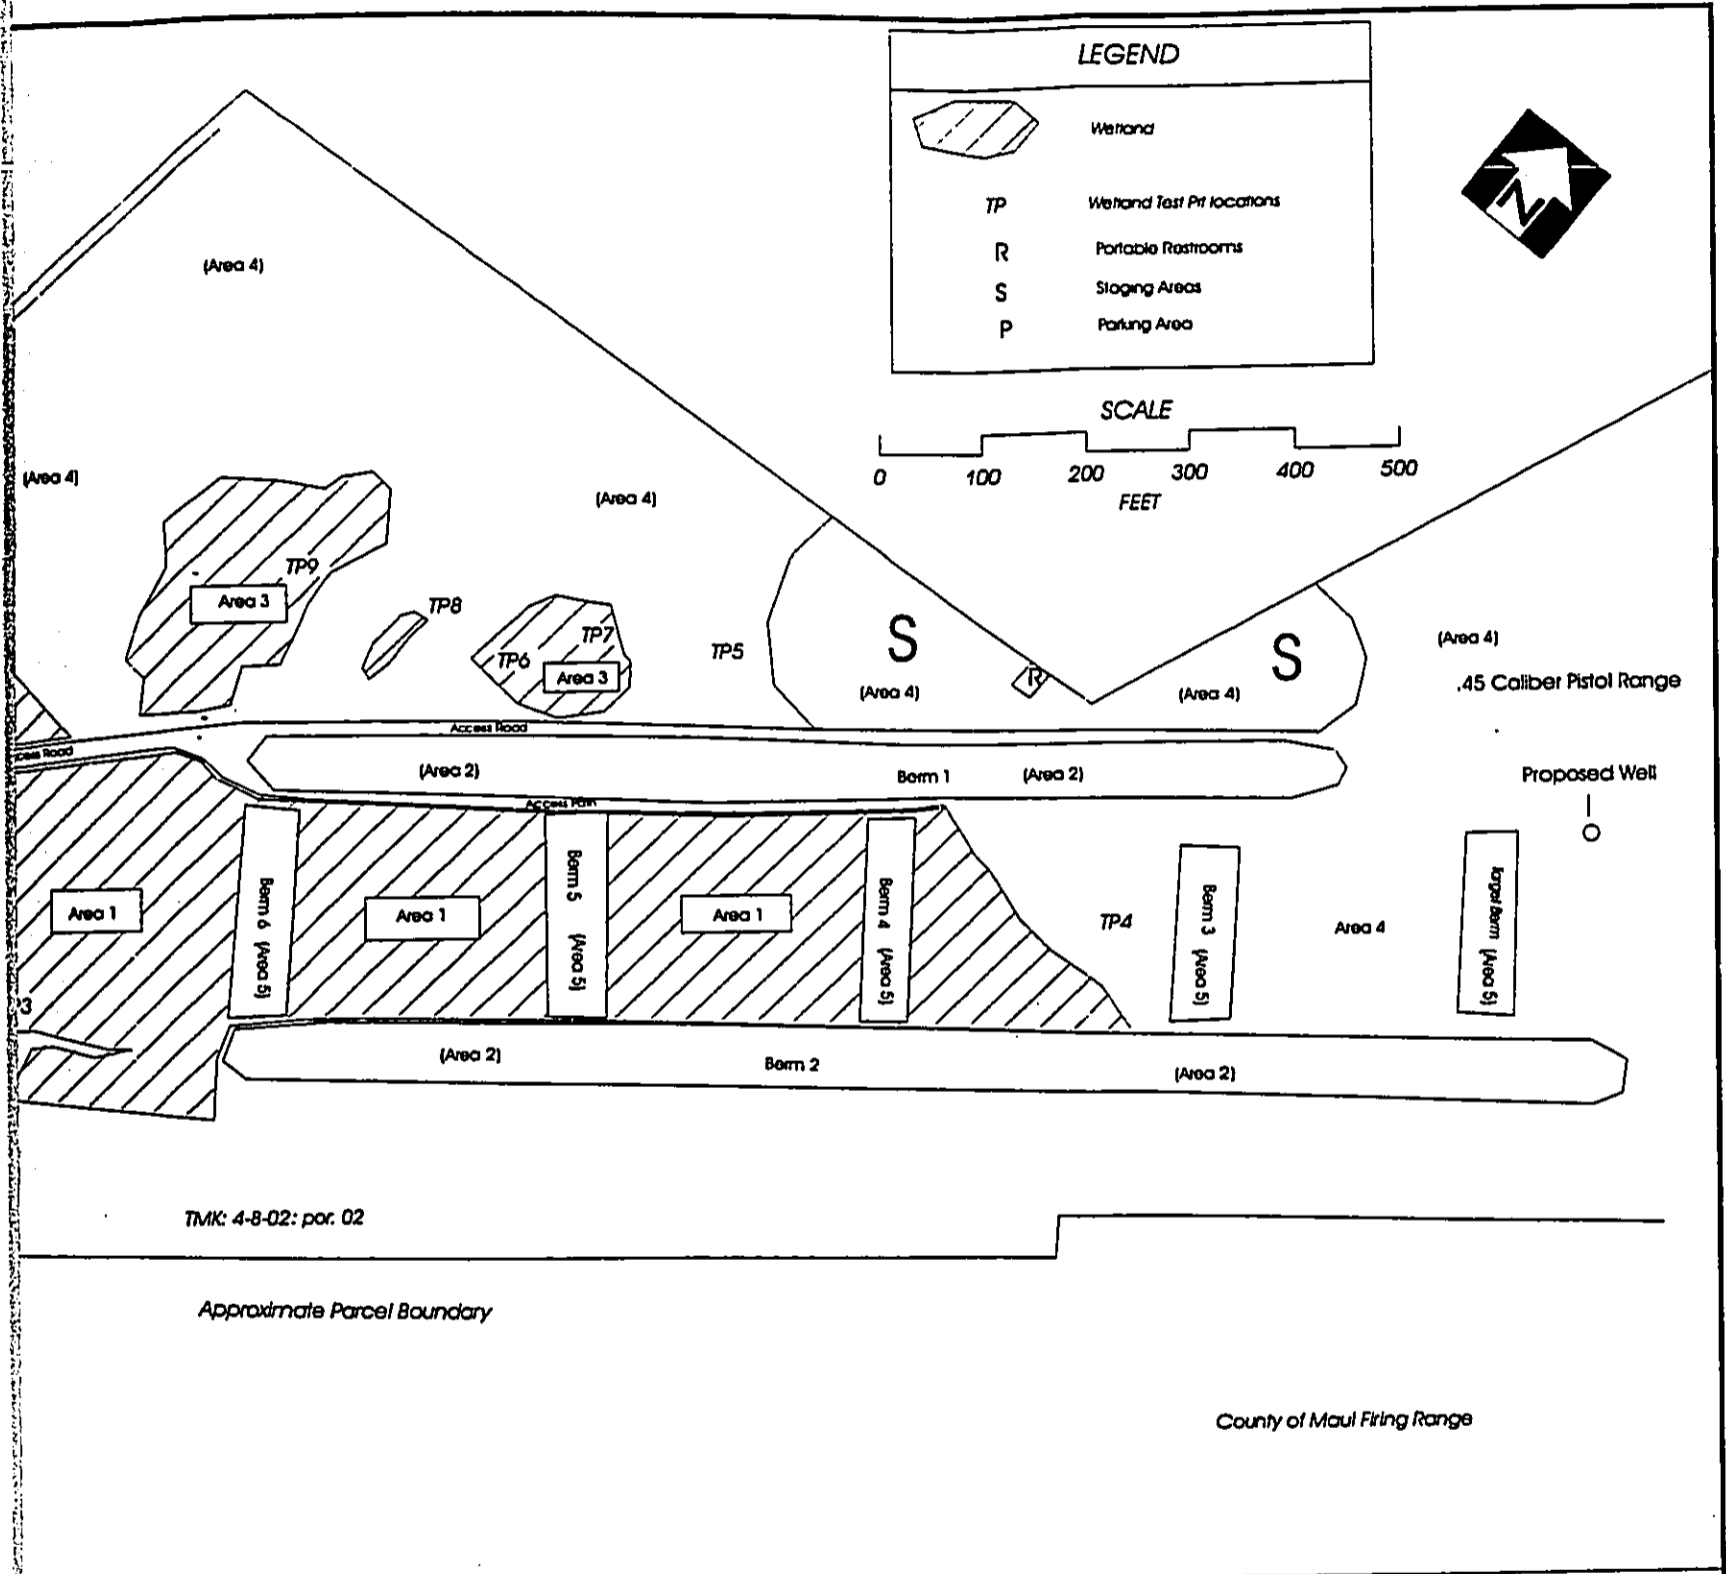 LEGEND
Wetland
TP Wetland Test Pit locations
R Portable Restrooms
S Staging Areas
P Parking Area
N
SCALE
0 100 200 300 400 500
FEET
(Area 4)
(Area 4)
(Area 4)
TP9
Area 3
TP8
TP7
TP6
Area 3
TP5
S
(Area 4)
R
S
(Area 4)
(Area 4)
.45 Caliber Pistol Range
Access Road
cess Road
(Area 2)
Berm 1
(Area 2)
Proposed Well
Access Path
Area 1
Berm 6 (Area 5)
Area 1
Berm 5 (Area 5)
Area 1
Berm 4 (Area 5)
TP4
Berm 3 (Area 5)
Area 4
Target Berm (Area 5)
3
(Area 2)
Berm 2
(Area 2)
TMK: 4-8-02: por. 02
Approximate Parcel Boundary
County of Maui Firing Range